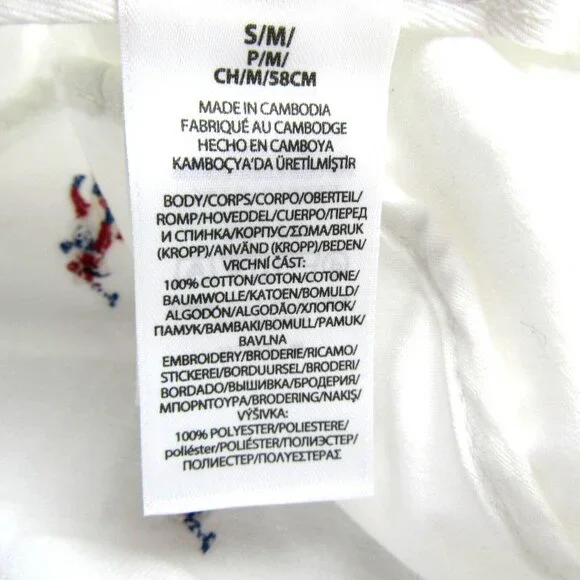 S/M/
P/M/
CH/M/58CM
MADE IN CAMBODIA
FABRIQUÉ AU CAMBODGE
HECHO EN CAMBOYA
KAMBOÇYA'DA ÜRETİLMİŞTİR
BODY/CORPS/CORPO/OBERTEIL/
ROMP/HOVEDDEL/CUERPO/ПЕРЕД
И СПИНКА/КОРПУС/ΣΩΜΑ/BRUK
(KROPP)/ANVÄND (KROPP)/BEDEN/
VRCHNÍ ČÁST:
100% COTTON/COTON/COTONE/
BAUMWOLLE/KATOEN/BOMULD/
ALGODÓN/ALGODÃO/ХЛОПОК/
ПАМУК/BAMBAKI/BOMULL/PAMUK/
BAVLNA
EMBROIDERY/BRODERIE/RICAMO/
STICKEREI/BORDUURSEL/BRODERI/
BORDADO/ВЫШИВКА/БРОДЕРИЯ/
ΜΠΟΡΝΤΟΥΡΑ/BRODERING/NAKIŞ/
VÝŠIVKA:
100% POLYESTER/POLIESTERE/
poliéster/POLIÉSTER/ПОЛИЭСТЕР/
ПОЛИЕСТЕР/ΠΟΛΥΕΣΤΕΡΑΣ